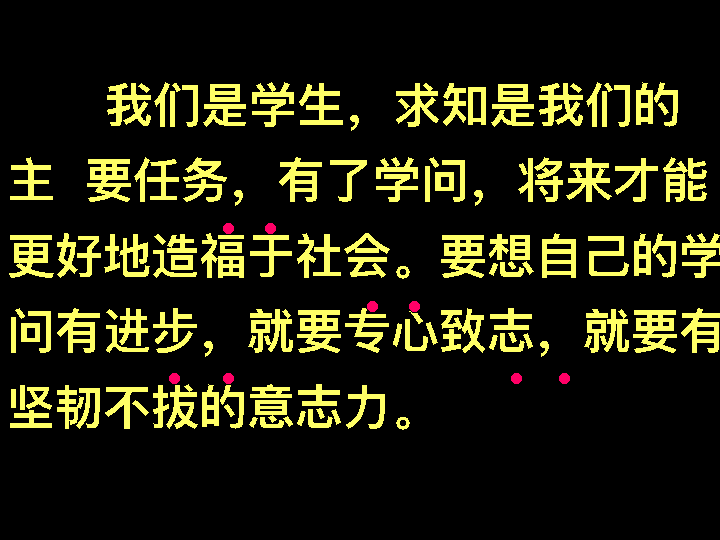 我们是学生，求知是我们的
主 要任务，有了学问，将来才能
更好地造福于社会。要想自己的学
问有进步，就要专心致志，就要有
坚韧不拔的意志力。